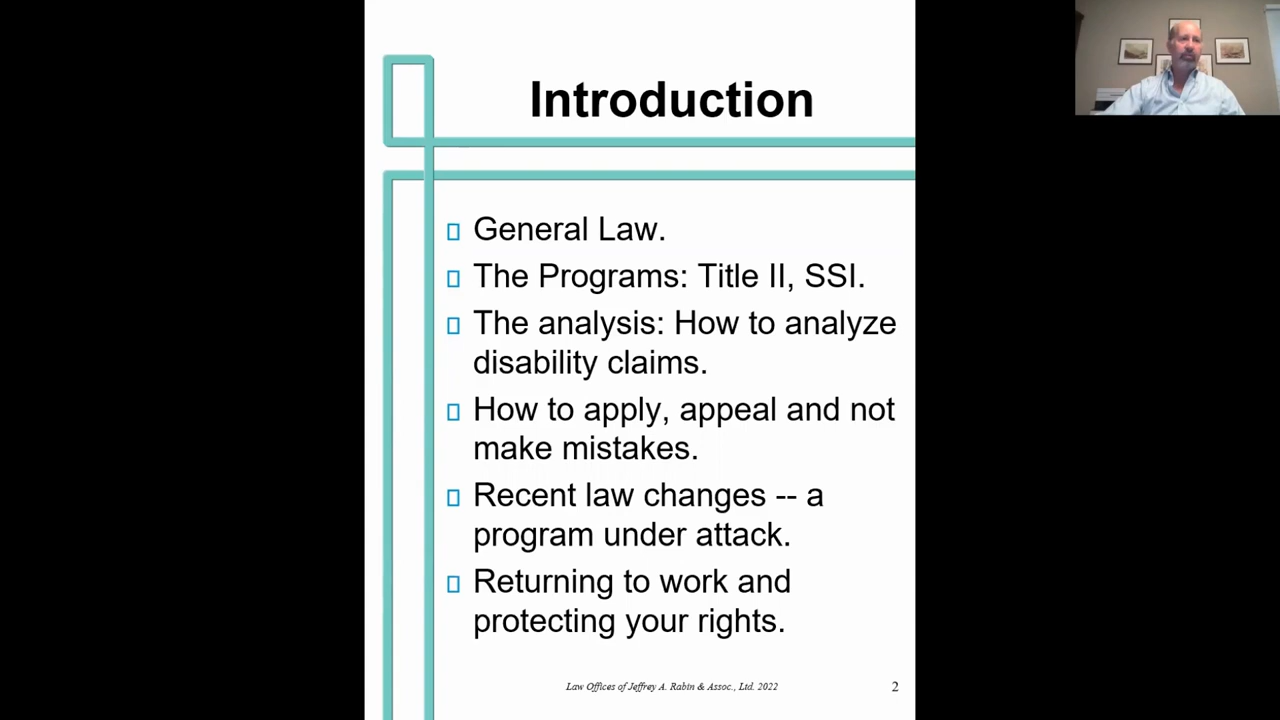 Introduction
General Law.
The Programs: Title II, SSI.
The analysis: How to analyze
disability claims.
How to apply, appeal and not
make mistakes.
Recent law changes -- a
program under attack.
Returning to work and
protecting your rights.
Law Offices of Jeffrey A. Rabin & Assoc., Ltd. 2022
2